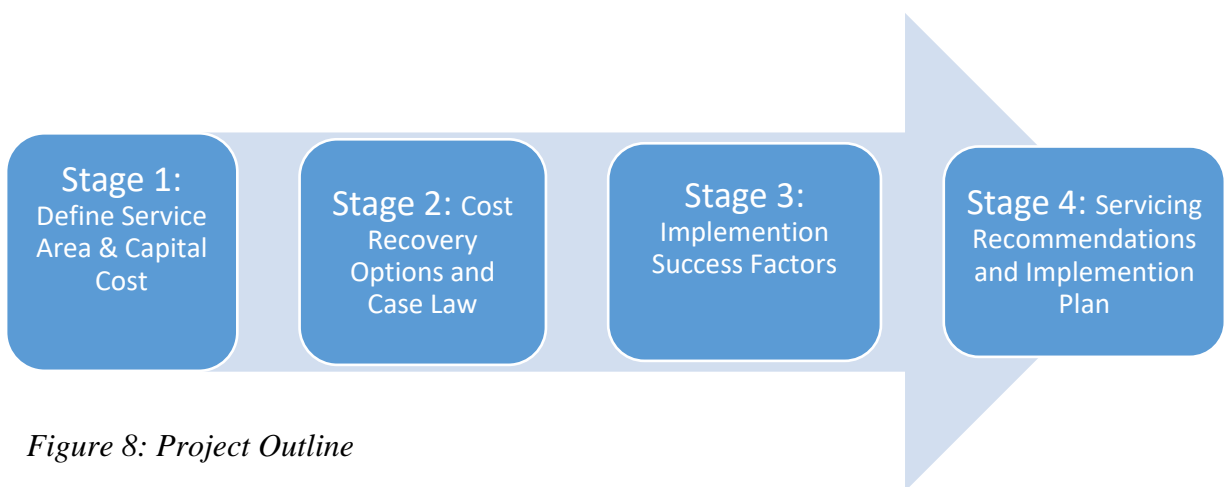 Stage 1:
Define Service
Area & Capital
Cost
Stage 2: Cost
Recovery
Options and
Case Law
Stage 3:
Implemention
Success Factors
Stage 4: Servicing
Recommendations
and Implemention
Plan
Figure 8: Project Outline